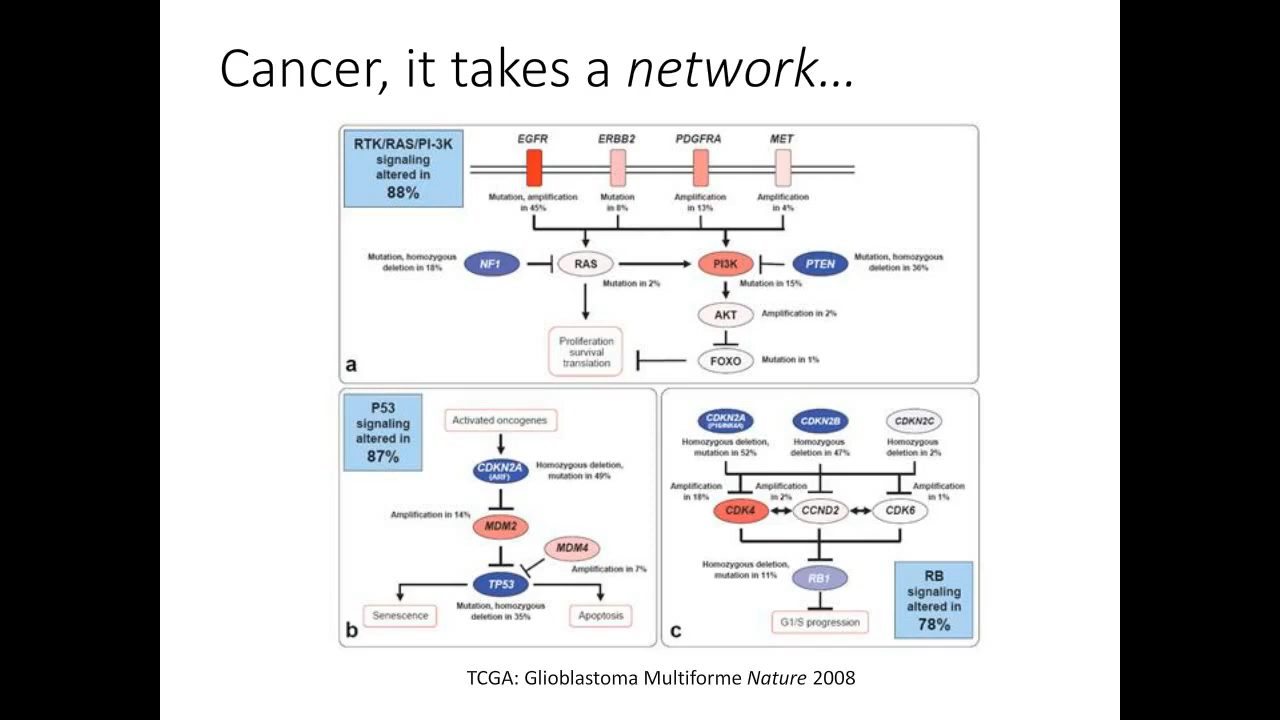 Cancer, it takes a network...
RTK/RAS/PI-3K
signaling
altered in
88%
EGFR
ERBB2
PDGFRA
MET
Mutation, amplification
in 45%
Mutation
in 8%
Amplification
in 13%
Amplification
in 4%
Mutation, homozygous
deletion in 18%
NF1
RAS
PI3K
PTEN
Mutation, homozygous
deletion in 36%
Mutation in 2%
Mutation in 15%
AKT
Amplification in 2%
Proliferation
survival
translation
FOXO
Mutation in 1%
a
P53
signaling
altered in
87%
Activated oncogenes
CDKN2A
(ARF)
Homozygous deletion,
mutation in 49%
Amplification in 14%
MDM2
MDM4
Amplification in 7%
TP53
Senescence
Mutation, homozygous
deletion in 35%
Apoptosis
b
CDKN2A
(P16/INK4A)
CDKN2B
CDKN2C
Homozygous deletion,
mutation in 52%
Homozygous
deletion in 47%
Homozygous
deletion in 2%
Amplification
in 18%
Amplification
in 2%
Amplification
in 1%
CDK4
CCND2
CDK6
Homozygous deletion,
mutation in 11%
RB1
G1/S progression
RB
signaling
altered in
78%
c
TCGA: Glioblastoma Multiforme Nature 2008